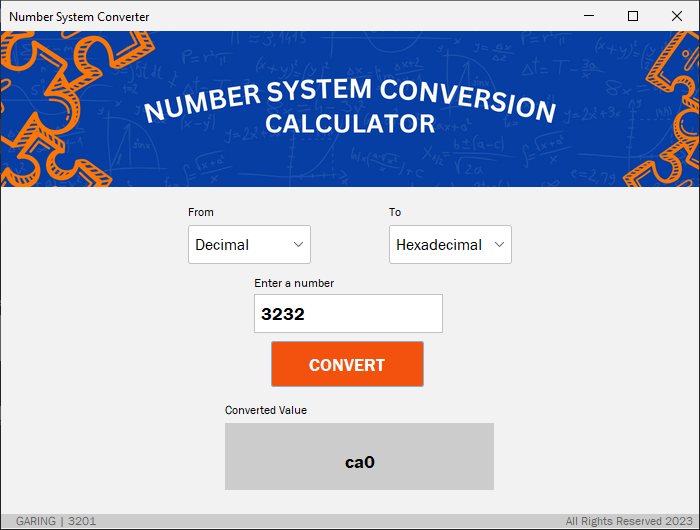 Number System Converter
NUMBER SYSTEM CONVERSION
CALCULATOR
From
To
Decimal
Hexadecimal
Enter a number
3232
CONVERT
Converted Value
ca0
GARING | 3201
All Rights Reserved 2023